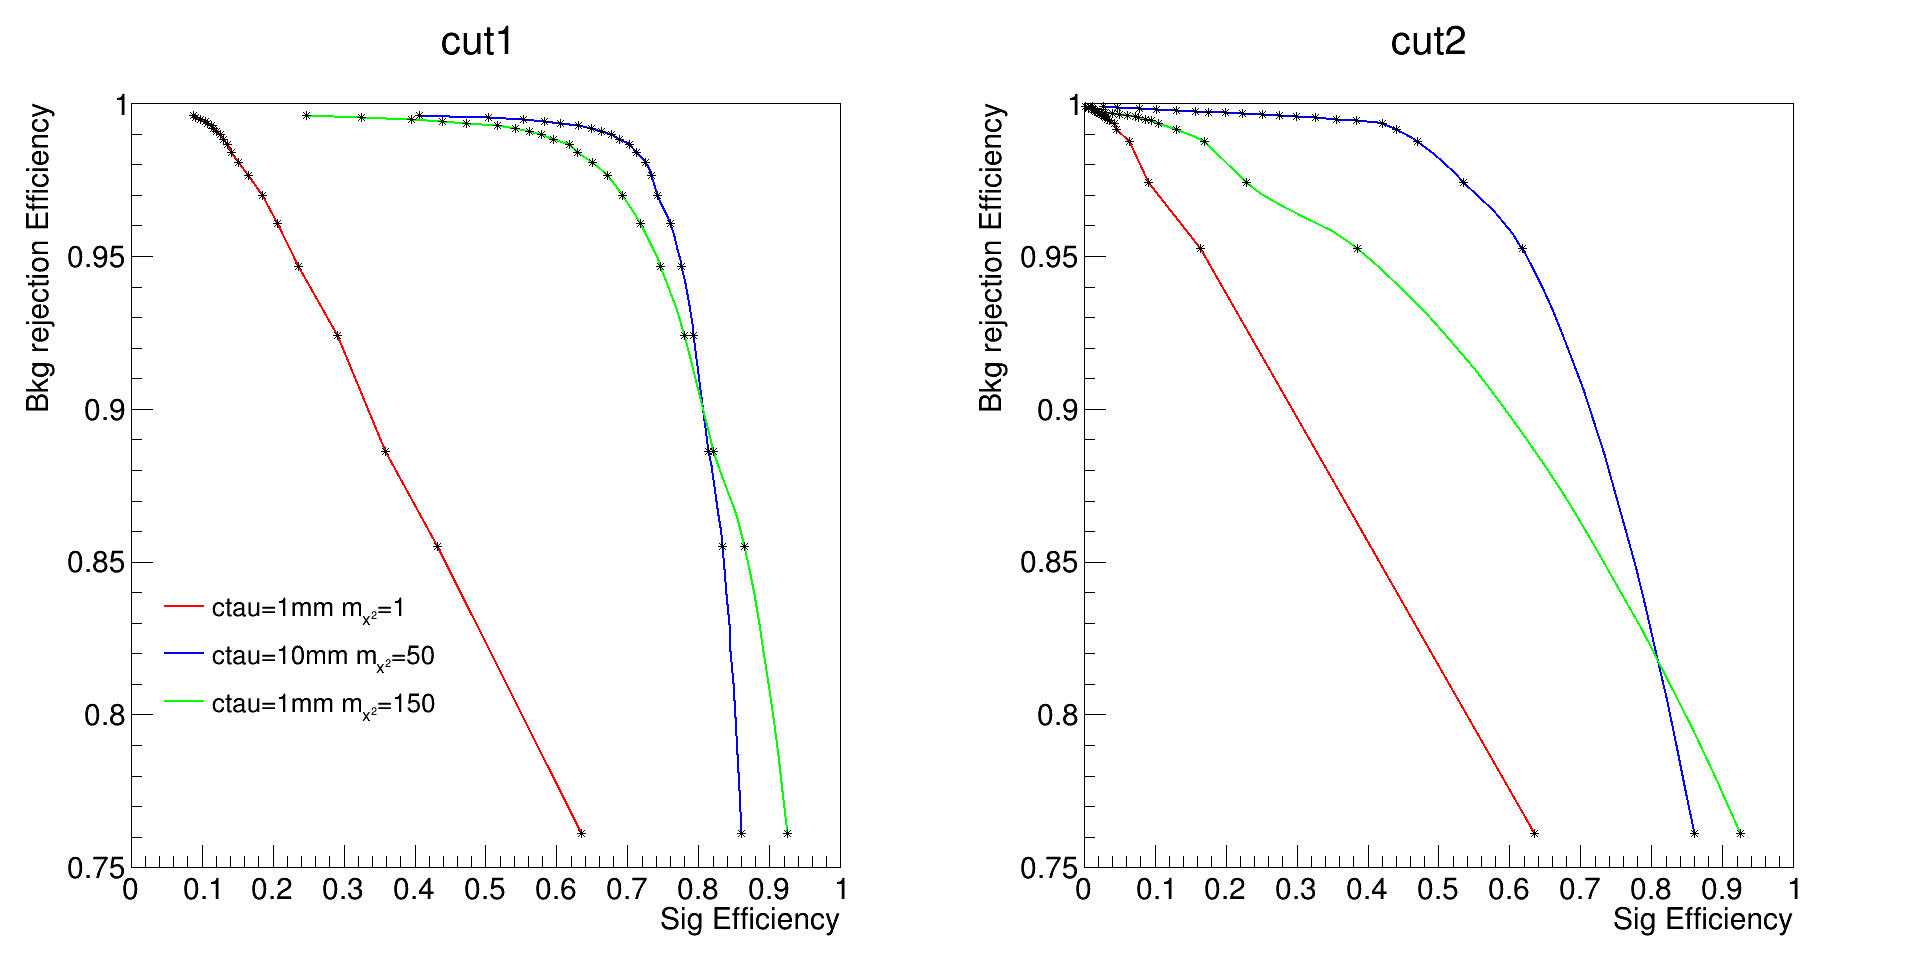 cut1
Bkg rejection Efficiency
1
0.95
0.9
0.85
0.8
0.75
ctau=1mm m_x²=1
ctau=10mm m_x²=50
ctau=1mm m_x²=150
0 0.1 0.2 0.3 0.4 0.5 0.6 0.7 0.8 0.9 1
Sig Efficiency
cut2
Bkg rejection Efficiency
1
0.95
0.9
0.85
0.8
0.75
0 0.1 0.2 0.3 0.4 0.5 0.6 0.7 0.8 0.9 1
Sig Efficiency